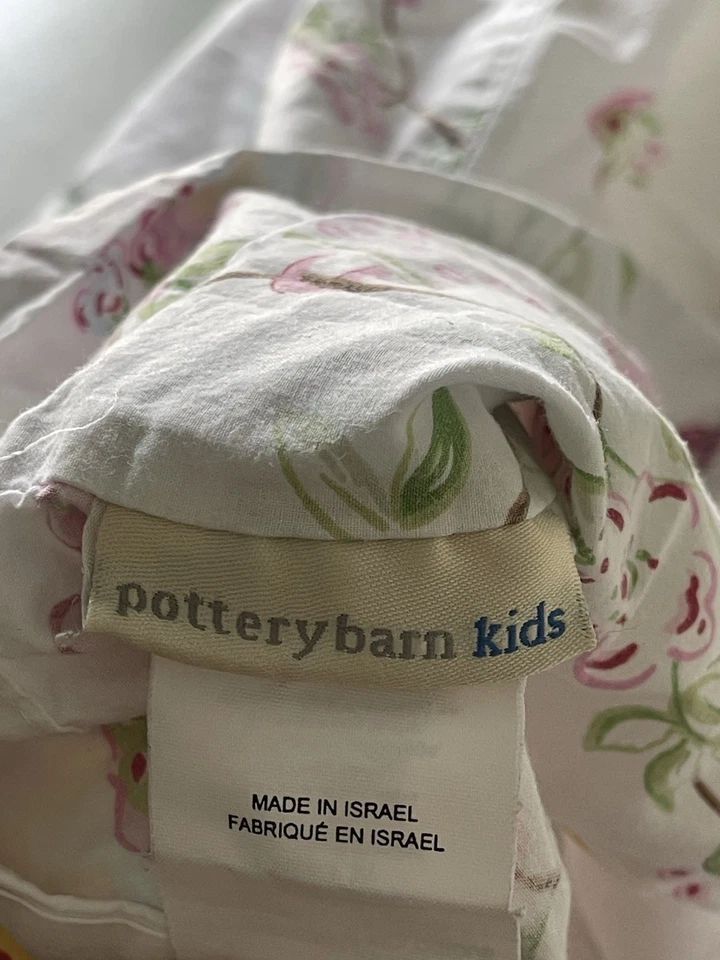 potterybarn kids
MADE IN ISRAEL
FABRIQUÉ EN ISRAEL